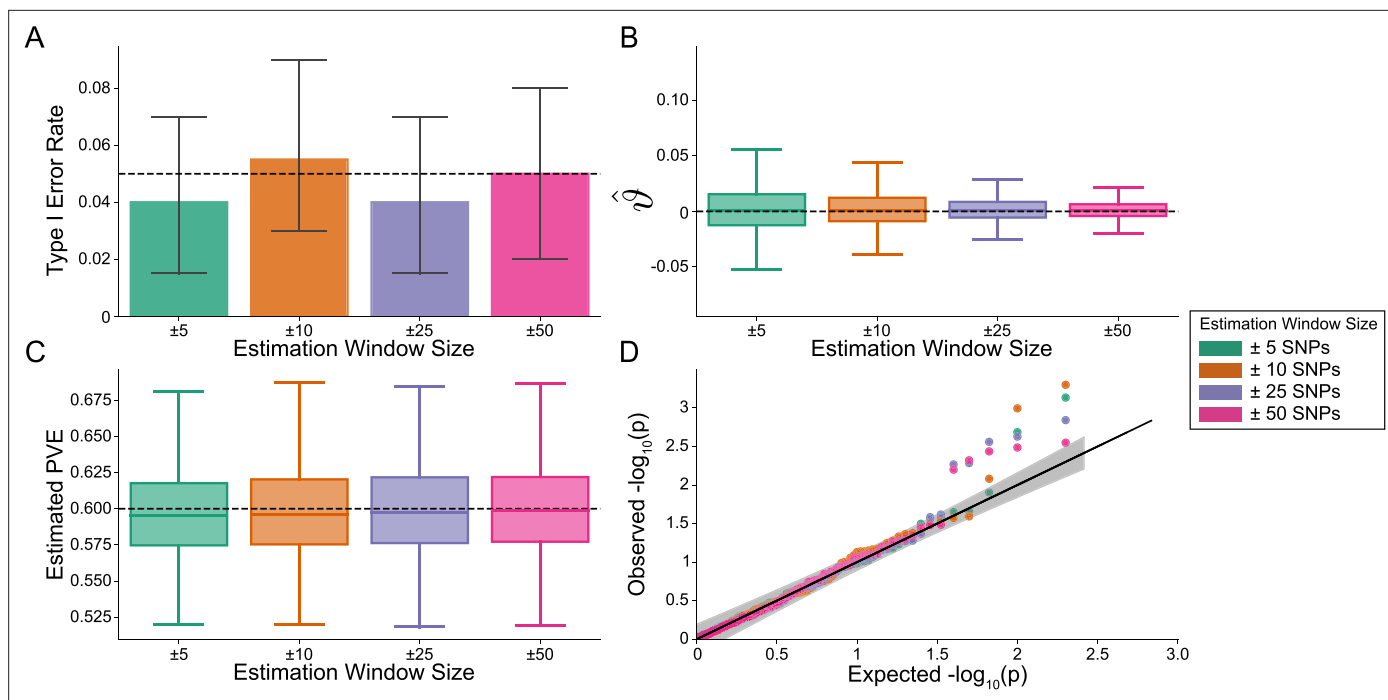 A
Type I Error Rate
0.08
0.06
0.04
0.02
0
±5
±10
±25
±50
Estimation Window Size
B
ϑ̂
0.10
0.05
0
-0.05
±5
±10
±25
±50
Estimation Window Size
C
Estimated PVE
0.675
0.650
0.625
0.600
0.575
0.550
0.525
±5
±10
±25
±50
Estimation Window Size
D
Observed -log₁₀(p)
3
2.5
2
1.5
1
0.5
0
0
0.5
1
1.5
2
2.5
3.0
Expected -log₁₀(p)
Estimation Window Size
± 5 SNPs
± 10 SNPs
± 25 SNPs
± 50 SNPs